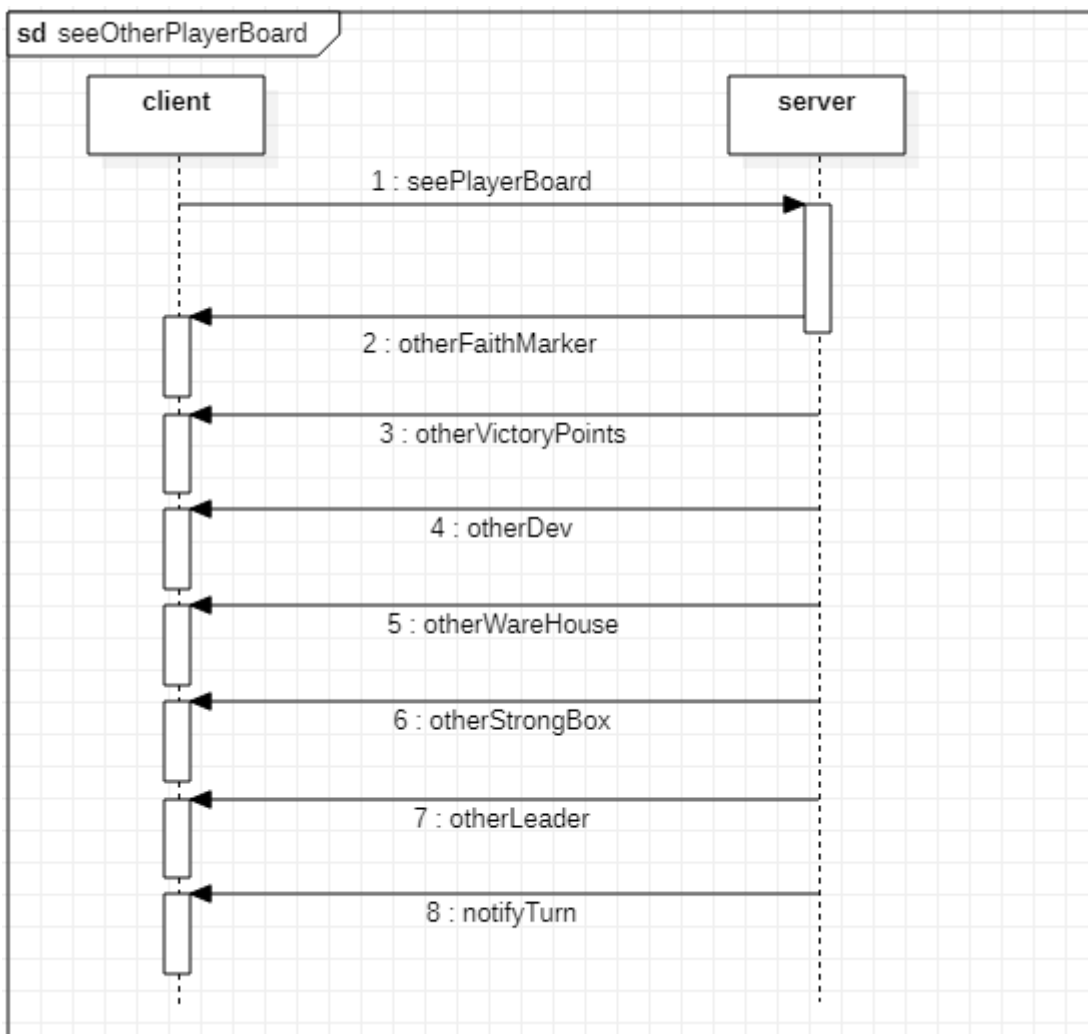 sd seeOtherPlayerBoard
client
server
1 : seePlayerBoard
2 : otherFaithMarker
3 : otherVictoryPoints
4 : otherDev
5 : otherWareHouse
6 : otherStrongBox
7 : otherLeader
8 : notifyTurn